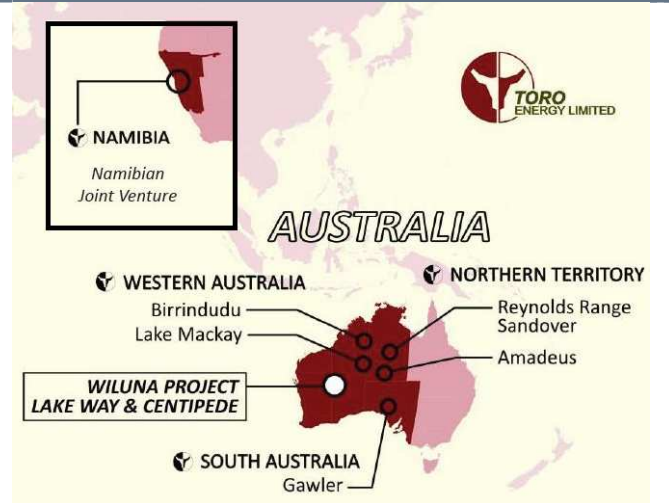 NAMIBIA
Namibian
Joint Venture
TORO
ENERGY LIMITED
AUSTRALIA
WESTERN AUSTRALIA
Birrindudu
Lake Mackay
WILUNA PROJECT
LAKE WAY & CENTIPEDE
NORTHERN TERRITORY
Reynolds Range
Sandover
Amadeus
SOUTH AUSTRALIA
Gawler